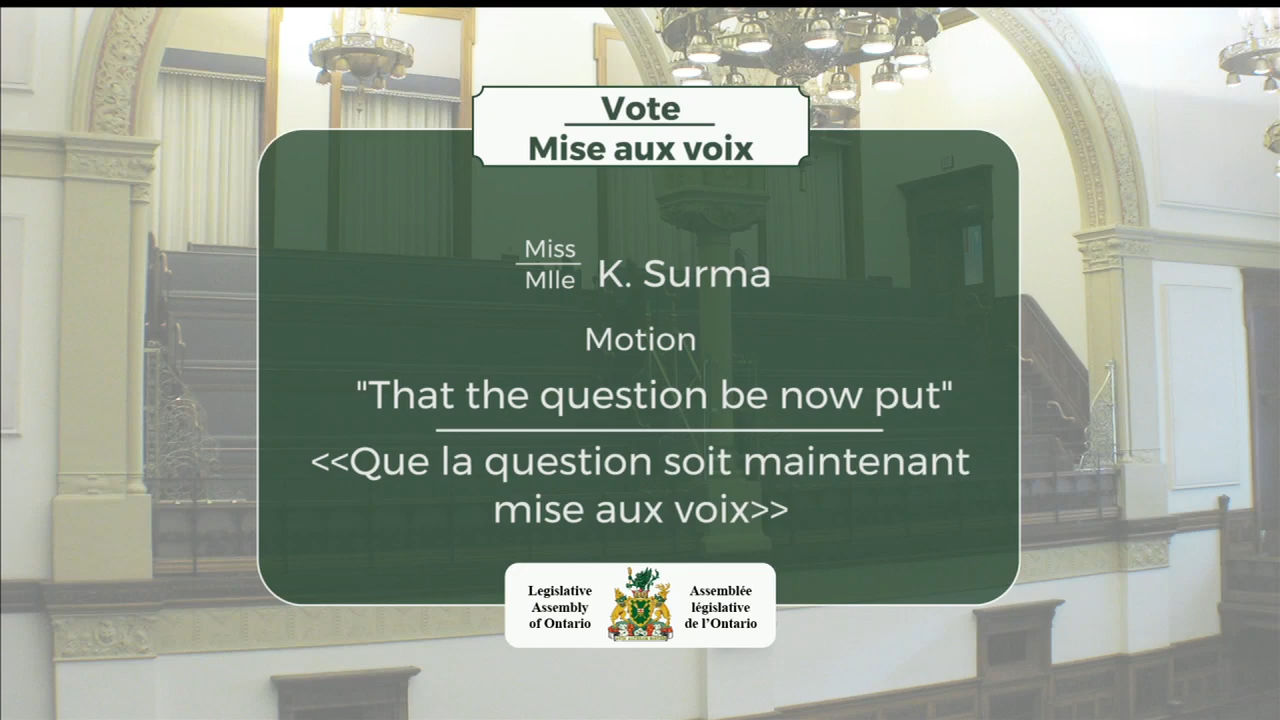 Vote
Mise aux voix
Miss
Mlle K. Surma
Motion
"That the question be now put"
<<Que la question soit maintenant
mise aux voix>>
Legislative
Assembly
of Ontario
Assemblée
législative
de l'Ontario